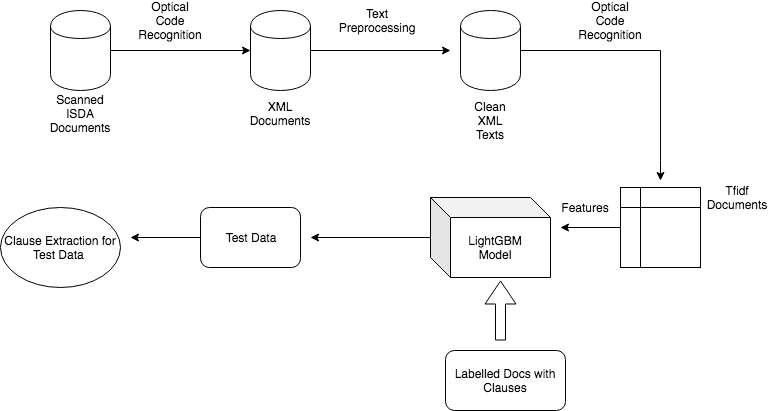 Optical
Code
Recognition
Text
Preprocessing
Optical
Code
Recognition
Scanned
ISDA
Documents
XML
Documents
Clean
XML
Texts
Tfidf
Documents
Features
LightGBM
Model
Test Data
Clause Extraction for
Test Data
Labelled Docs with
Clauses